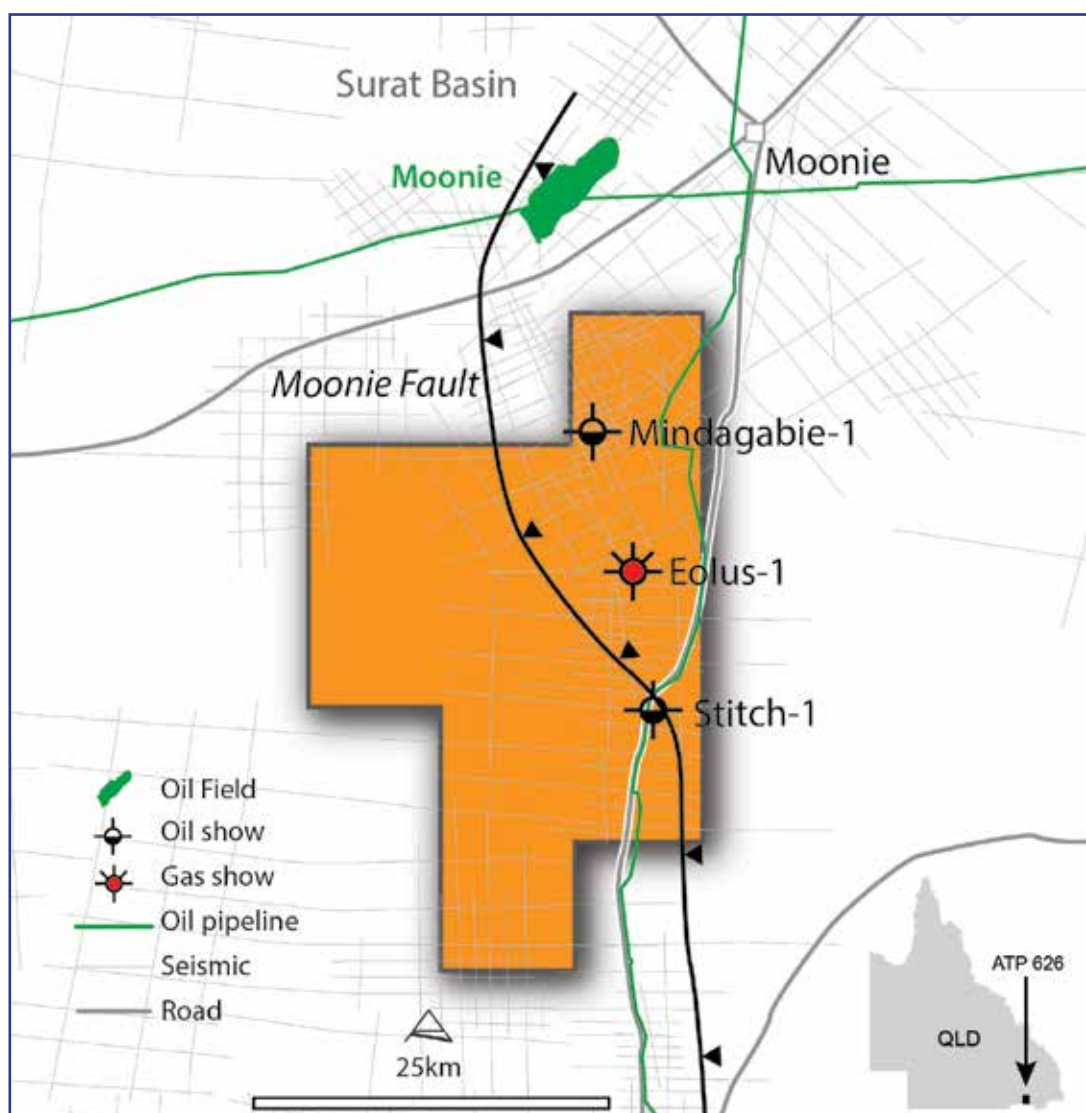 Surat Basin
Moonie
Moonie
Moonie Fault
Mindagabie-1
Eolus-1
Stitch-1
Oil Field
Oil show
Gas show
Oil pipeline
Seismic
Road
25km
ATP 626
QLD